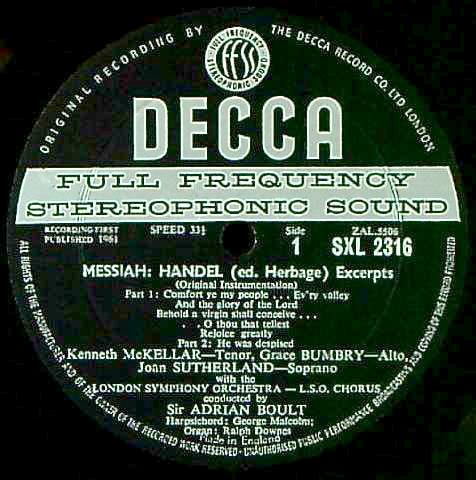 ORIGINAL RECORDING BY THE DECCA RECORD CO. LTD LONDON
FULL FREQUENCY
ffss
STEREOPHONIC SOUND
DECCA
FULL FREQUENCY
STEREOPHONIC SOUND
RECORDING FIRST PUBLISHED 1961
SPEED 33⅓
Side 1
ZAL.5506
SXL 2316
MESSIAH: HANDEL (ed. Herbage) Excerpts
(Original Instrumentation)
Part 1: Comfort ye my people . . . Ev'ry valley
And the glory of the Lord
Behold a virgin shall conceive . . .
. . O thou that tellest
Rejoice greatly
Part 2: He was despised
Kenneth McKELLAR—Tenor, Grace BUMBRY—Alto,
Joan SUTHERLAND—Soprano
with the
LONDON SYMPHONY ORCHESTRA — L.S.O. CHORUS
conducted by
Sir ADRIAN BOULT
Harpsichord: George Malcolm;
Organ: Ralph Downes
Made in England
ALL RIGHTS OF THE MANUFACTURER AND OF THE OWNER OF THE RECORDED WORK RESERVED · UNAUTHORISED PUBLIC PERFORMANCE BROADCASTING AND COPYING OF THIS RECORD PROHIBITED